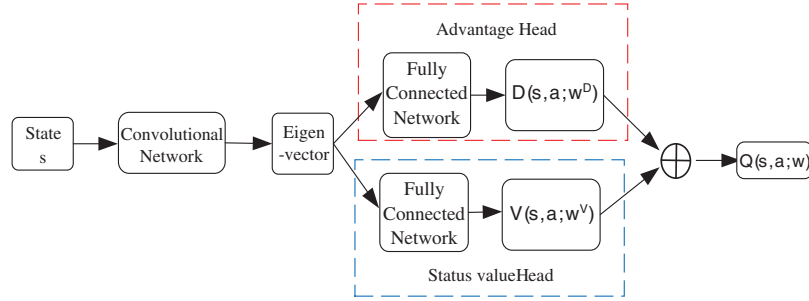 Advantage Head
State
s
Convolutional
Network
Eigen
-vector
Fully
Connected
Network
D(s,a;w^D)
Fully
Connected
Network
V(s,a;w^V)
Status valueHead
Q(s,a;w)